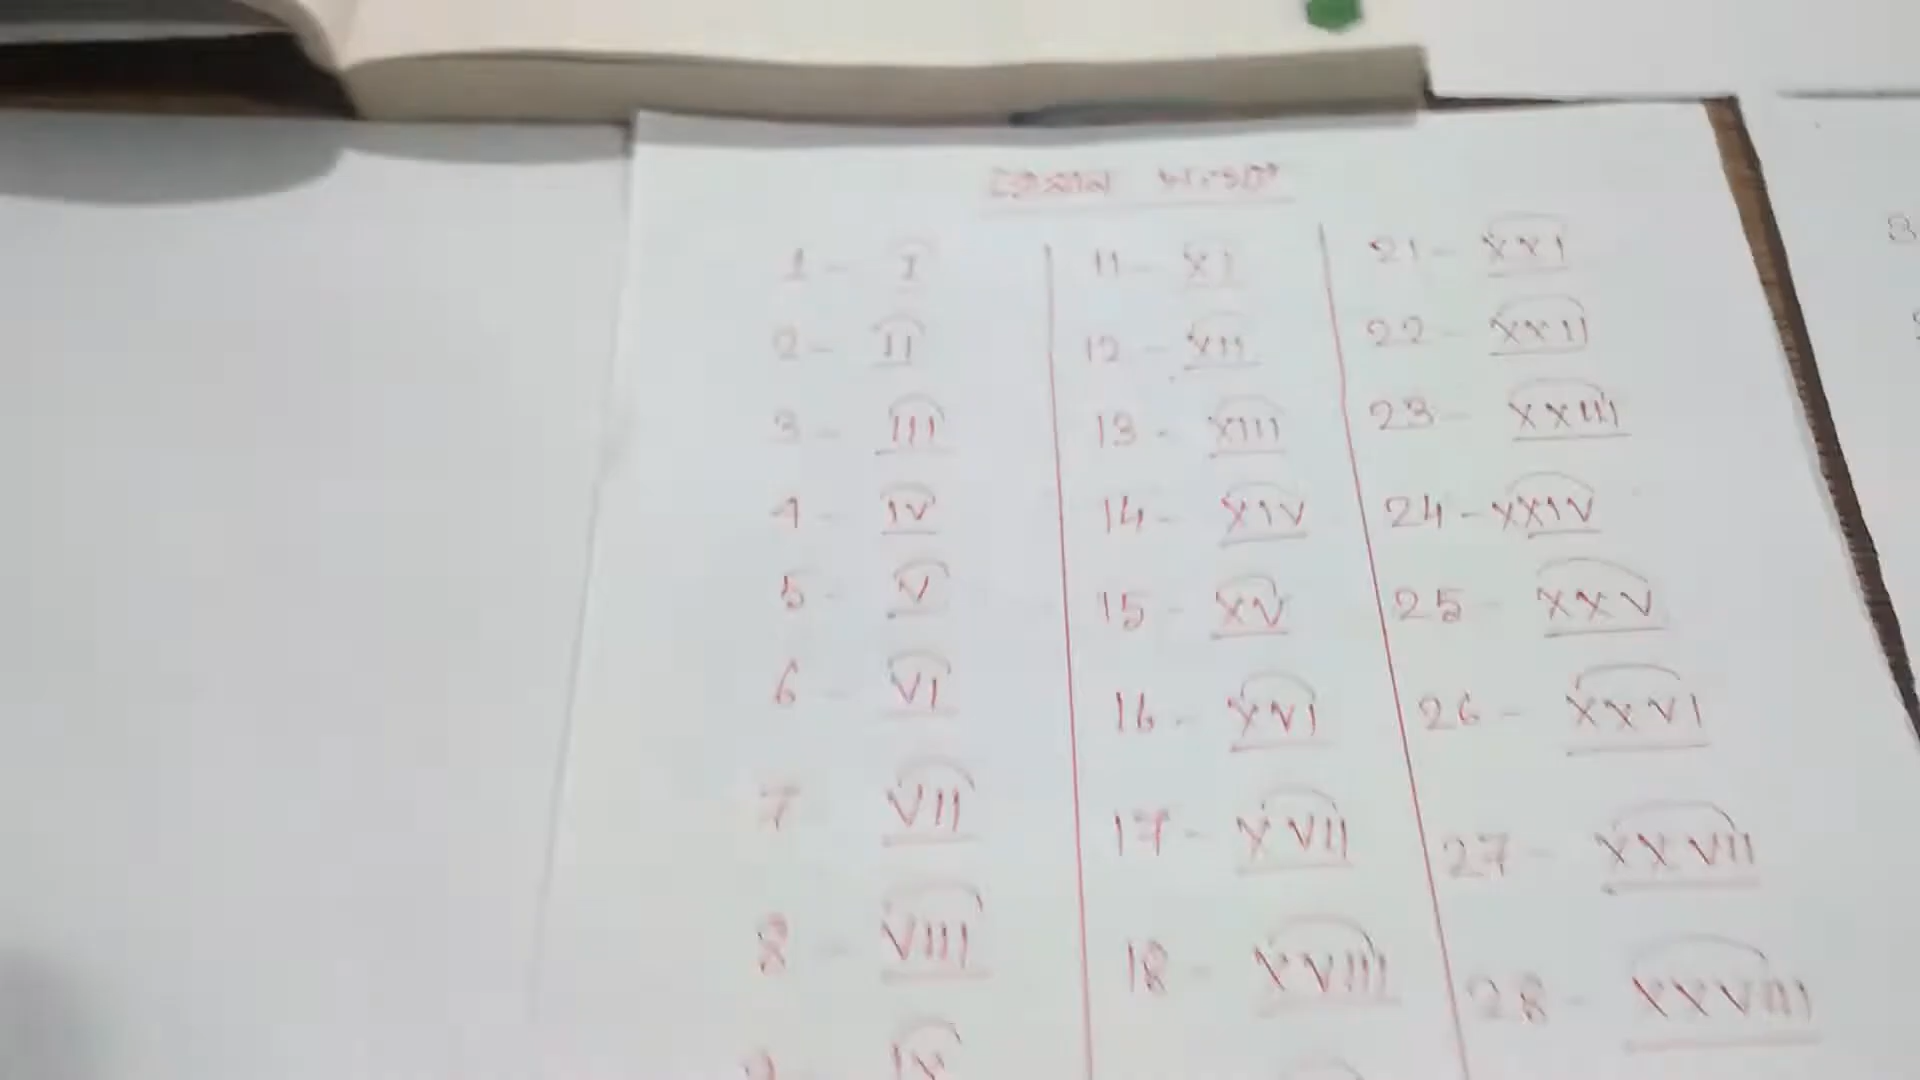 রোমান সংখ্যা
1 - I
2 - II
3 - III
4 - IV
5 - V
6 - VI
7 VII
8 - VIII
9 IX
11 - XI
12 - XII
13 - XIII
14 - XIV
15 - XV
16 - XVI
17 - XVII
18 - XVIII
21 - XXI
22 - XXII
23 - XXIII
24 - XXIV
25 - XXV
26 - XXVI
27 - XXVII
28 - XXVIII